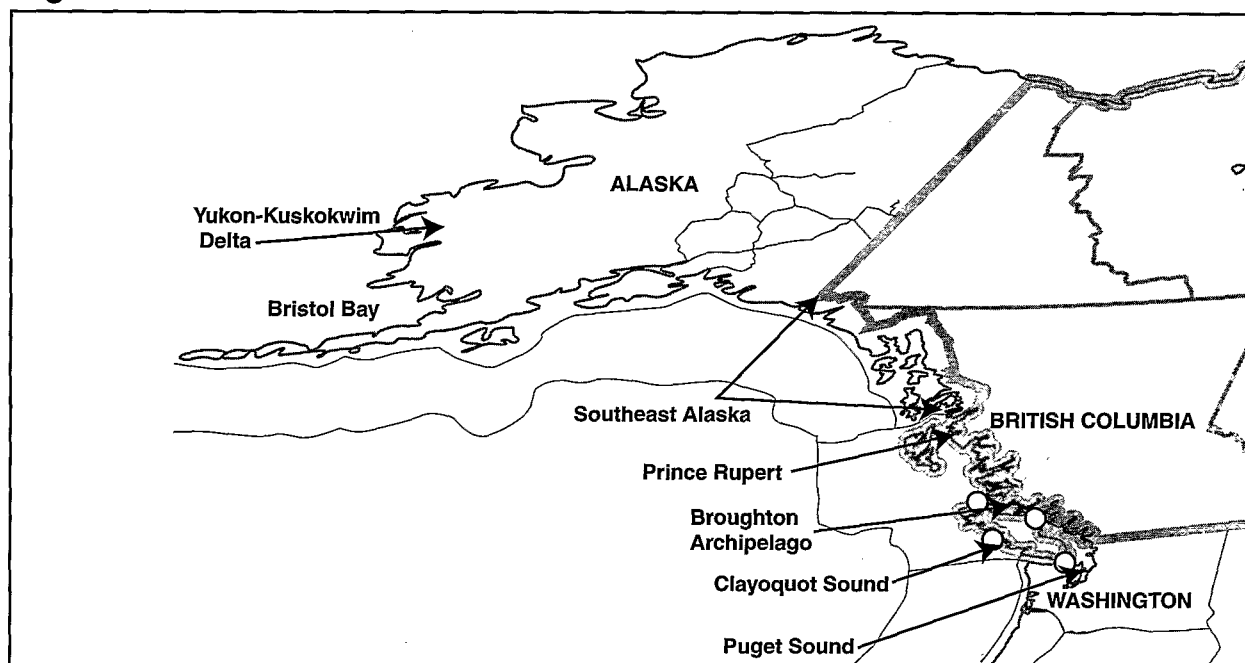 ALASKA
Yukon-Kuskokwim
Delta
Bristol Bay
Southeast Alaska
BRITISH COLUMBIA
Prince Rupert
Broughton
Archipelago
Clayoquot Sound
WASHINGTON
Puget Sound